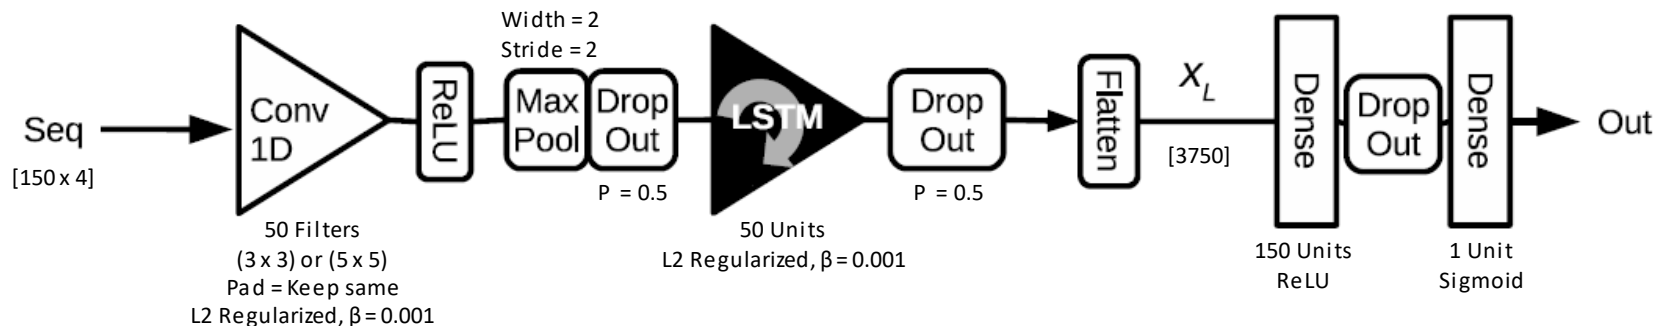 Seq
[150 x 4]
Conv
1D
50 Filters
(3 x 3) or (5 x 5)
Pad = Keep same
L2 Regularized, β = 0.001
ReLU
Width = 2
Stride = 2
Max
Pool
Drop
Out
P = 0.5
LSTM
50 Units
L2 Regularized, β = 0.001
Drop
Out
P = 0.5
Flatten
X_L
[3750]
Dense
150 Units
ReLU
Drop
Out
Dense
1 Unit
Sigmoid
Out